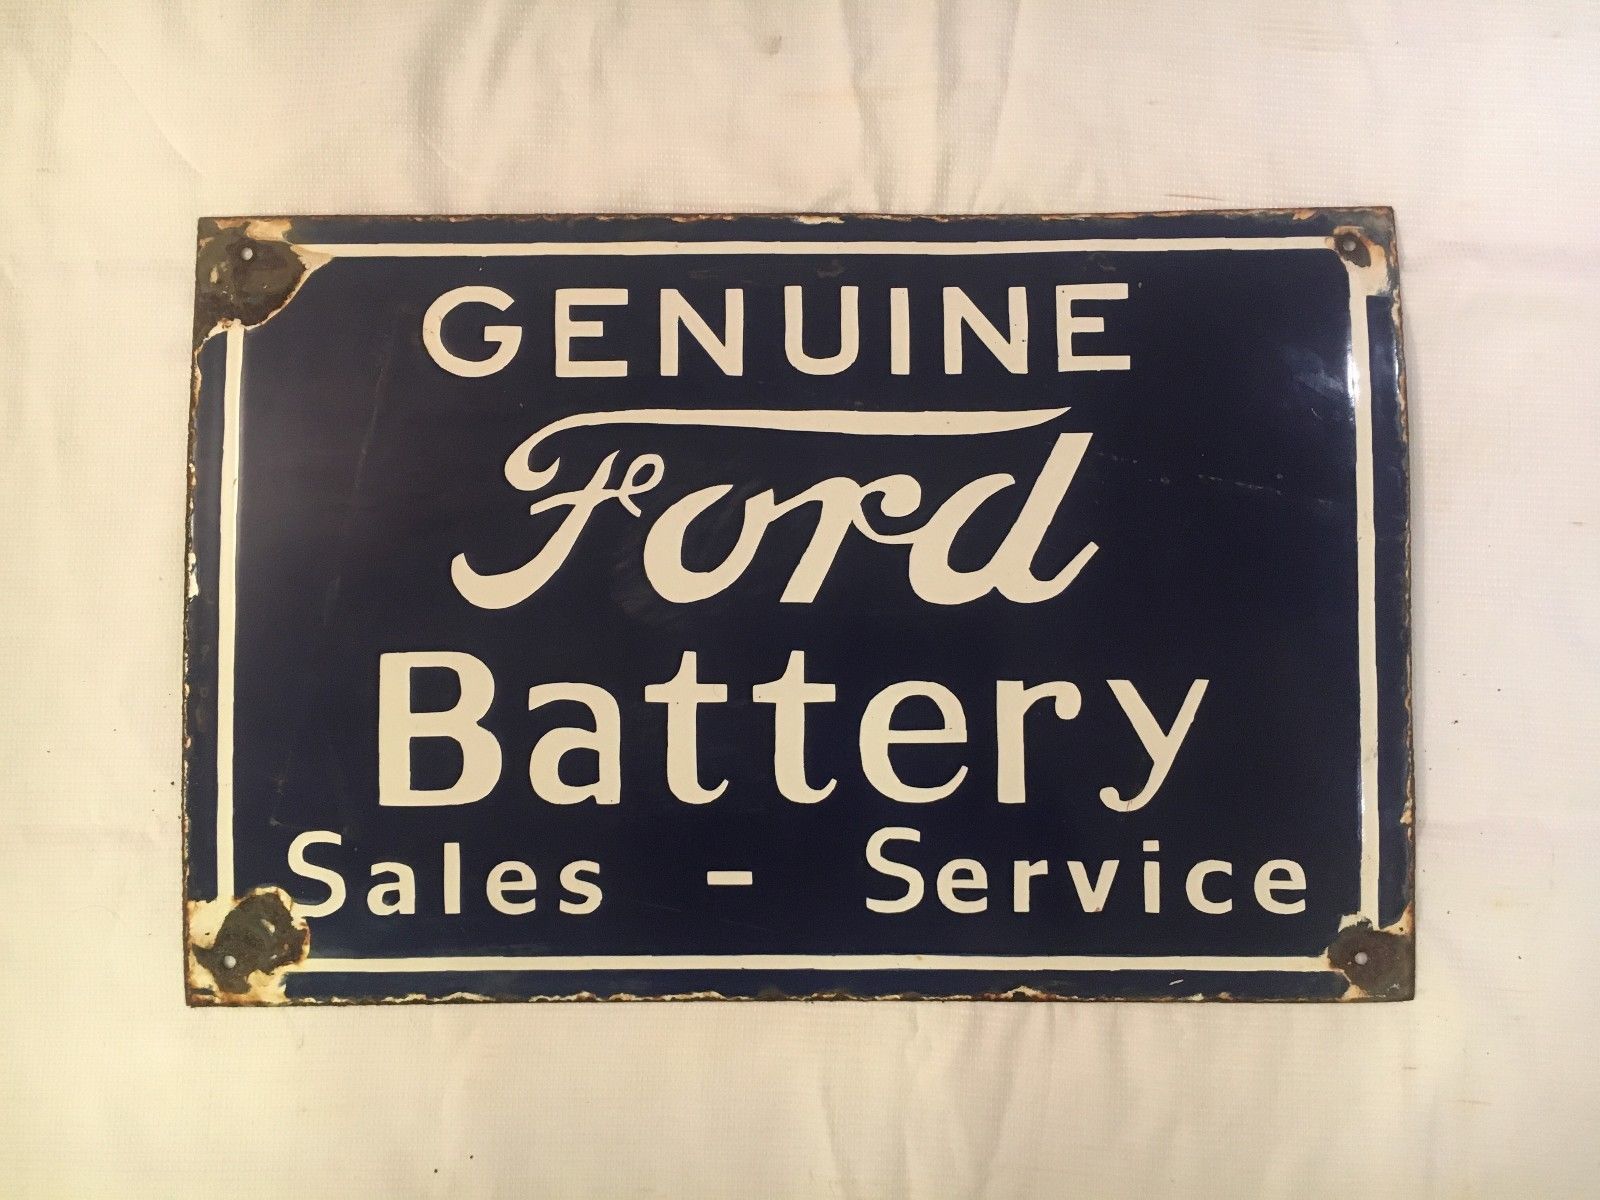 GENUINE
Ford
Battery
Sales - Service